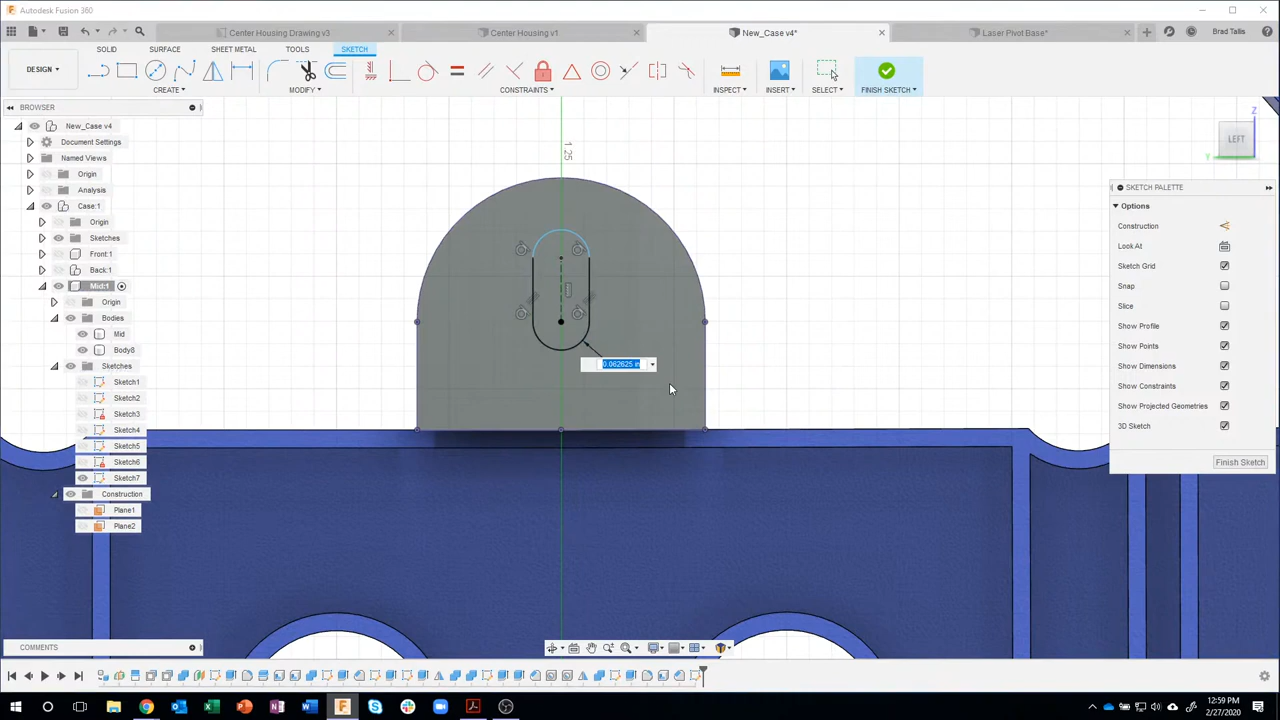 Autodesk Fusion 360
Center Housing Drawing v3
Center Housing v1
New_Case v4*
Laser Pivot Base*
Brad Tallis
SOLID SURFACE SHEET METAL TOOLS SKETCH
DESIGN
CREATE MODIFY CONSTRAINTS INSPECT INSERT SELECT FINISH SKETCH
BROWSER
New_Case v4
Document Settings
Named Views
Origin
Analysis
Case:1
Origin
Sketches
Front:1
Back:1
Mid:1
Origin
Bodies
Mid
Body8
Sketches
Sketch1
Sketch2
Sketch3
Sketch4
Sketch5
Sketch6
Sketch7
Construction
Plane1
Plane2
1.25
0.062625 in
Z
LEFT
Y
SKETCH PALETTE
Options
Construction
Look At
Sketch Grid
Snap
Slice
Show Profile
Show Points
Show Dimensions
Show Constraints
Show Projected Geometries
3D Sketch
Finish Sketch
COMMENTS
12:59 PM
2/27/2020